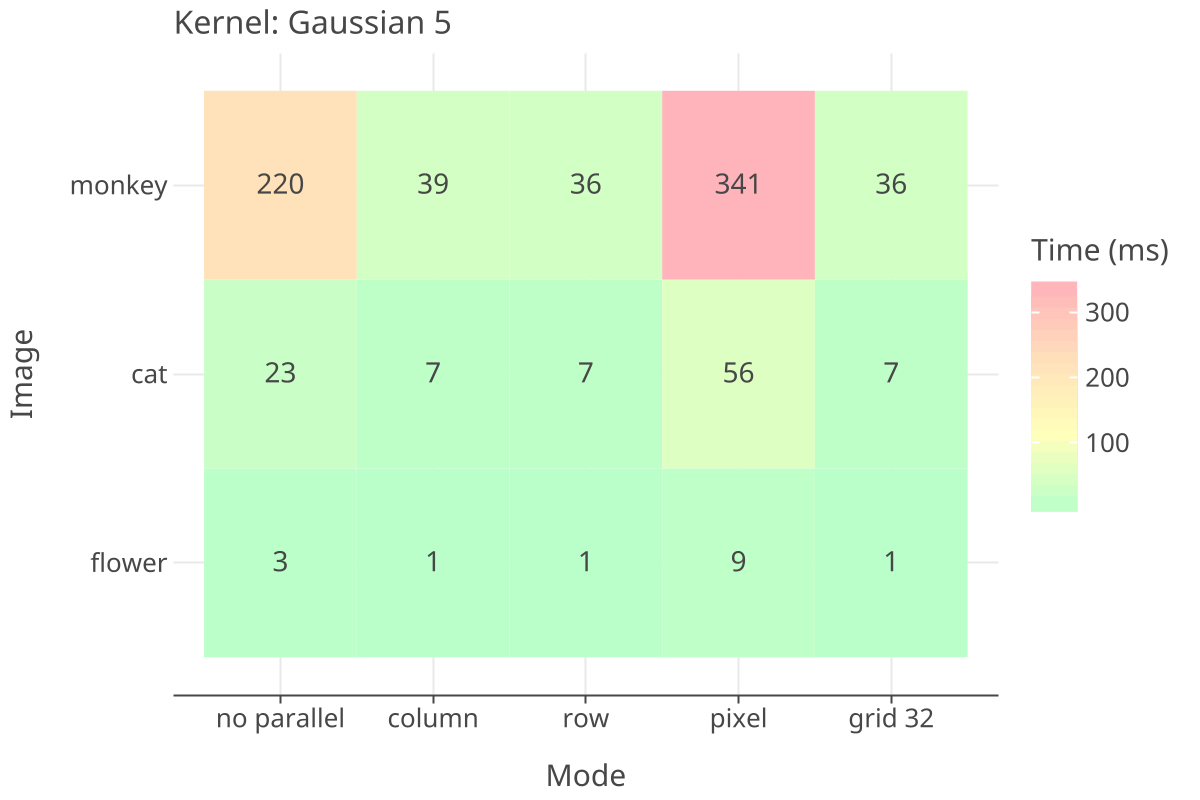 Kernel: Gaussian 5
monkey 220 39 36 341 36
cat 23 7 7 56 7
flower 3 1 1 9 1
no parallel column row pixel grid 32
Mode
Image
Time (ms)
300
200
100